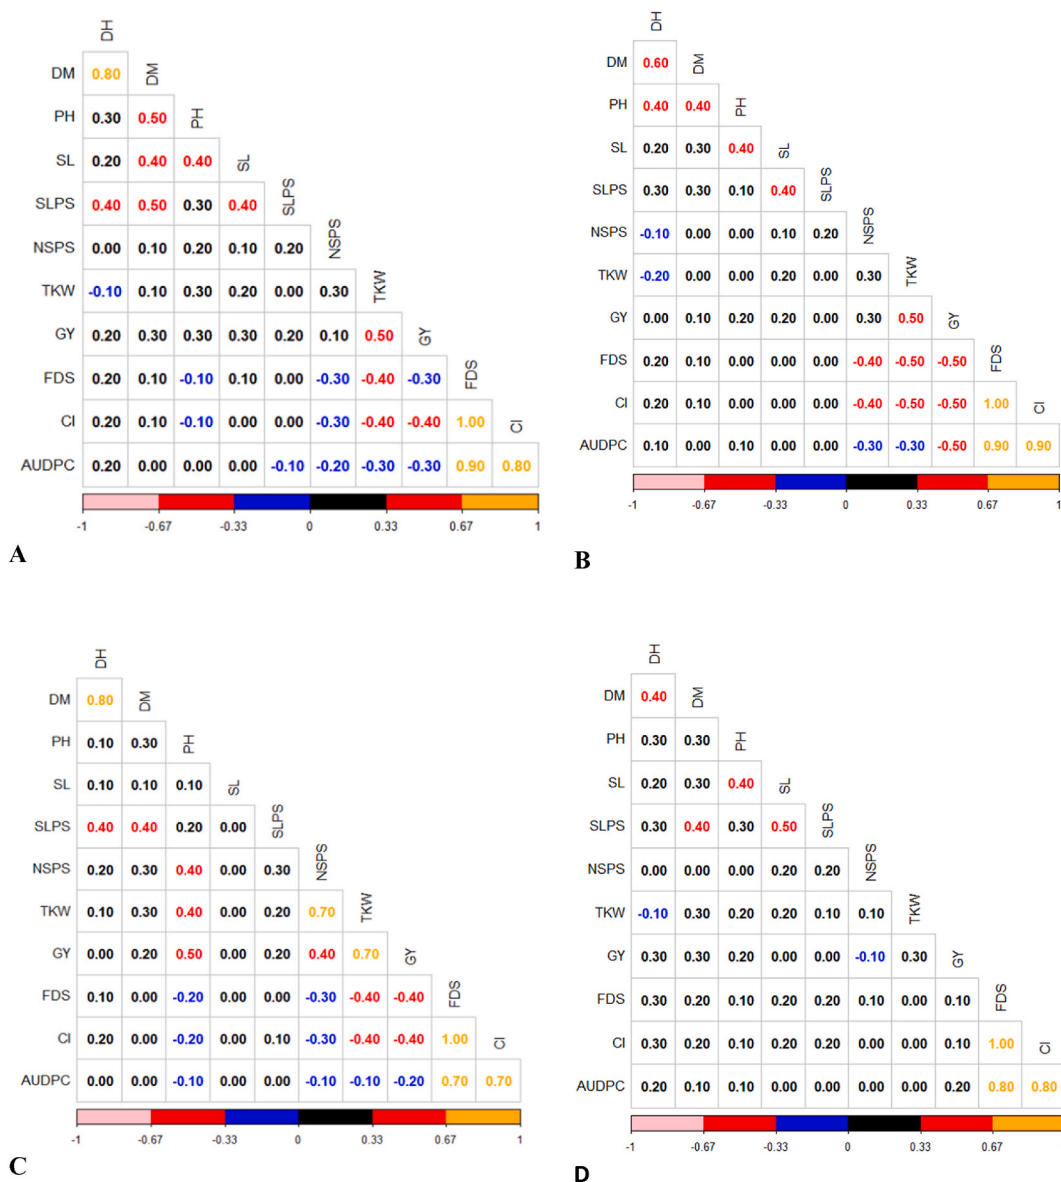 DH
DM 0.80 DM
PH 0.30 0.50 PH
SL 0.20 0.40 0.40 SL
SLPS 0.40 0.50 0.30 0.40 SLPS
NSPS 0.00 0.10 0.20 0.10 0.20 NSPS
TKW -0.10 0.10 0.30 0.20 0.00 0.30 TKW
GY 0.20 0.30 0.30 0.30 0.20 0.10 0.50 GY
FDS 0.20 0.10 -0.10 0.10 0.00 -0.30 -0.40 -0.30 FDS
CI 0.20 0.10 -0.10 0.00 0.00 -0.30 -0.40 -0.40 1.00 CI
AUDPC 0.20 0.00 0.00 0.00 -0.10 -0.20 -0.30 -0.30 0.90 0.80
-1 -0.67 -0.33 0 0.33 0.67 1
A
DH
DM 0.60 DM
PH 0.40 0.40 PH
SL 0.20 0.30 0.40 SL
SLPS 0.30 0.30 0.10 0.40 SLPS
NSPS -0.10 0.00 0.00 0.10 0.20 NSPS
TKW -0.20 0.00 0.00 0.20 0.00 0.30 TKW
GY 0.00 0.10 0.20 0.20 0.00 0.30 0.50 GY
FDS 0.20 0.10 0.00 0.00 0.00 -0.40 -0.50 -0.50 FDS
CI 0.20 0.10 0.00 0.00 0.00 -0.40 -0.50 -0.50 1.00 CI
AUDPC 0.10 0.00 0.10 0.00 0.00 -0.30 -0.30 -0.50 0.90 0.90
-1 -0.67 -0.33 0 0.33 0.67 1
B
DH
DM 0.80 DM
PH 0.10 0.30 PH
SL 0.10 0.10 0.10 SL
SLPS 0.40 0.40 0.20 0.00 SLPS
NSPS 0.20 0.30 0.40 0.00 0.30 NSPS
TKW 0.10 0.30 0.40 0.00 0.20 0.70 TKW
GY 0.00 0.20 0.50 0.00 0.20 0.40 0.70 GY
FDS 0.10 0.00 -0.20 0.00 0.00 -0.30 -0.40 -0.40 FDS
CI 0.20 0.00 -0.20 0.00 0.10 -0.30 -0.40 -0.40 1.00 CI
AUDPC 0.00 0.00 -0.10 0.00 0.00 -0.10 -0.10 -0.20 0.70 0.70
-1 -0.67 -0.33 0 0.33 0.67 1
C
DH
DM 0.40 DM
PH 0.30 0.30 PH
SL 0.20 0.30 0.40 SL
SLPS 0.30 0.40 0.30 0.50 SLPS
NSPS 0.00 0.00 0.00 0.20 0.20 NSPS
TKW -0.10 0.30 0.20 0.20 0.10 0.10 TKW
GY 0.30 0.30 0.20 0.00 0.00 -0.10 0.30 GY
FDS 0.30 0.20 0.10 0.20 0.20 0.10 0.00 0.10 FDS
CI 0.30 0.20 0.10 0.20 0.20 0.00 0.00 0.10 1.00 CI
AUDPC 0.20 0.10 0.10 0.00 0.00 0.00 0.00 0.20 0.80 0.80
-1 -0.67 -0.33 0 0.33 0.67 1
D